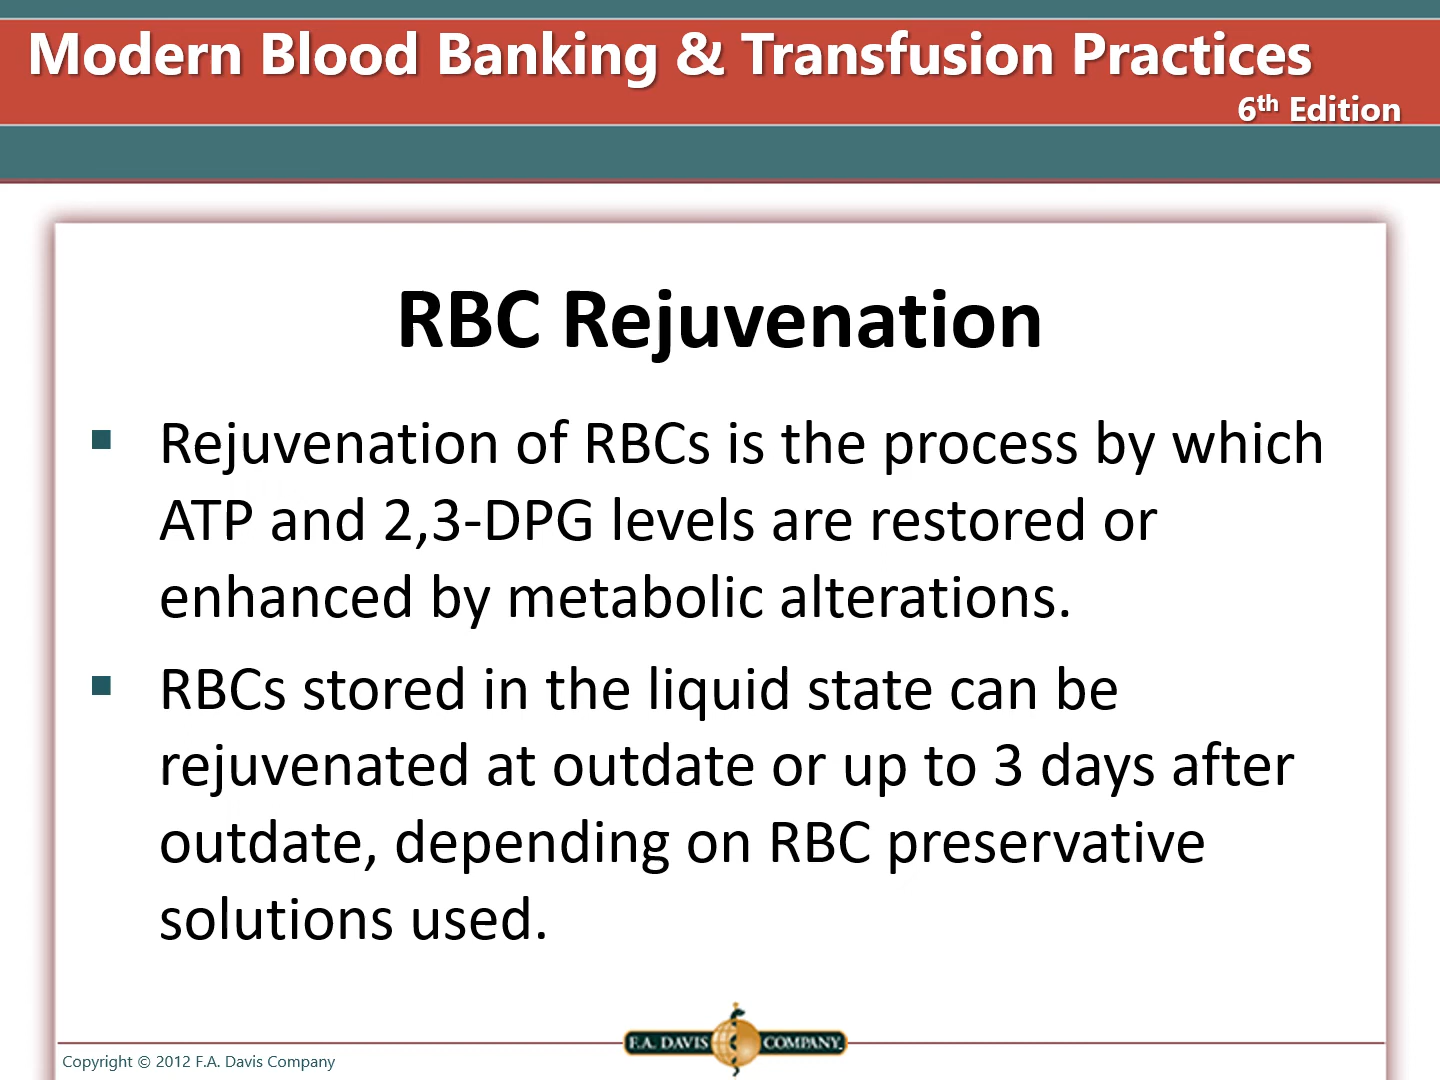 Modern Blood Banking & Transfusion Practices
6th Edition
RBC Rejuvenation
▪ Rejuvenation of RBCs is the process by which
ATP and 2,3-DPG levels are restored or
enhanced by metabolic alterations.
▪ RBCs stored in the liquid state can be
rejuvenated at outdate or up to 3 days after
outdate, depending on RBC preservative
solutions used.
F.A. DAVIS COMPANY
Copyright © 2012 F.A. Davis Company